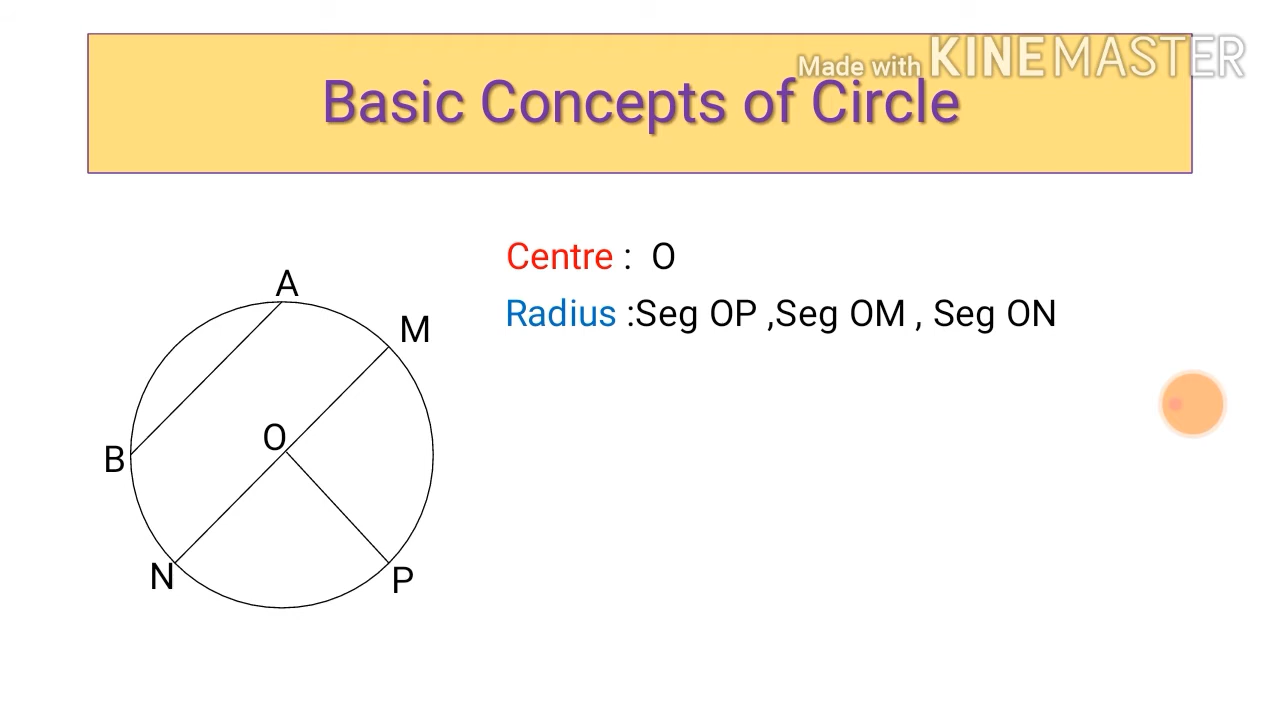 Made with KINEMASTER
Basic Concepts of Circle
Centre : O
Radius :Seg OP ,Seg OM , Seg ON
A
M
O
B
N
P